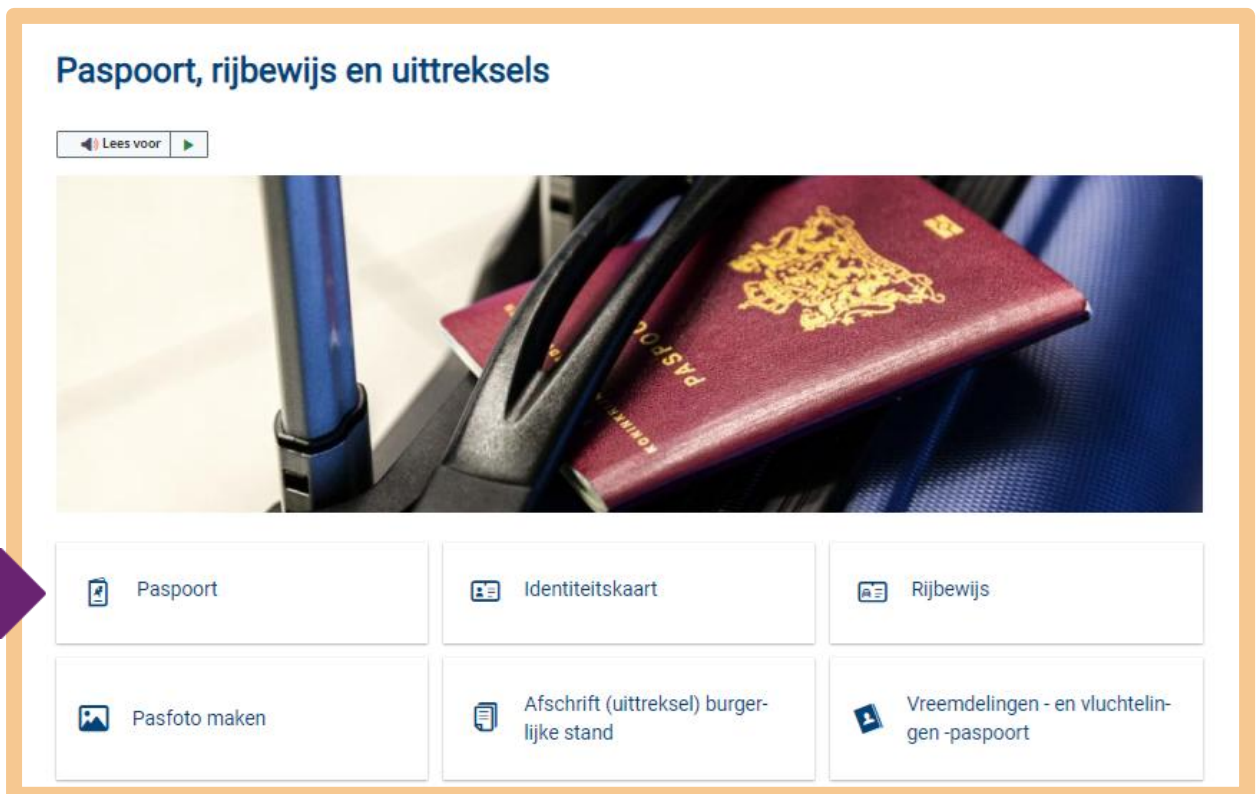 Paspoort, rijbewijs en uittreksels
Lees voor
PASPOO
Paspoort
Identiteitskaart
Rijbewijs
Pasfoto maken
Afschrift (uittreksel) burger-
lijke stand
Vreemdelingen - en vluchtelin-
gen -paspoort